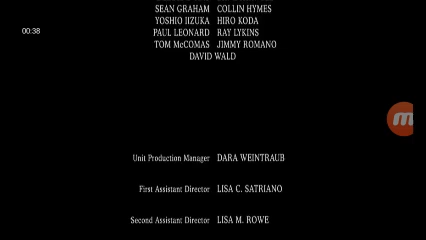 SEAN GRAHAM COLLIN HYMES
00:38
YOSHIO IIZUKA HIRO KODA
PAUL LEONARD RAY LYKINS
TOM McCOMAS JIMMY ROMANO
DAVID WALD
Unit Production Manager DARA WEINTRAUB
First Assistant Director LISA C. SATRIANO
Second Assistant Director LISA M. ROWE